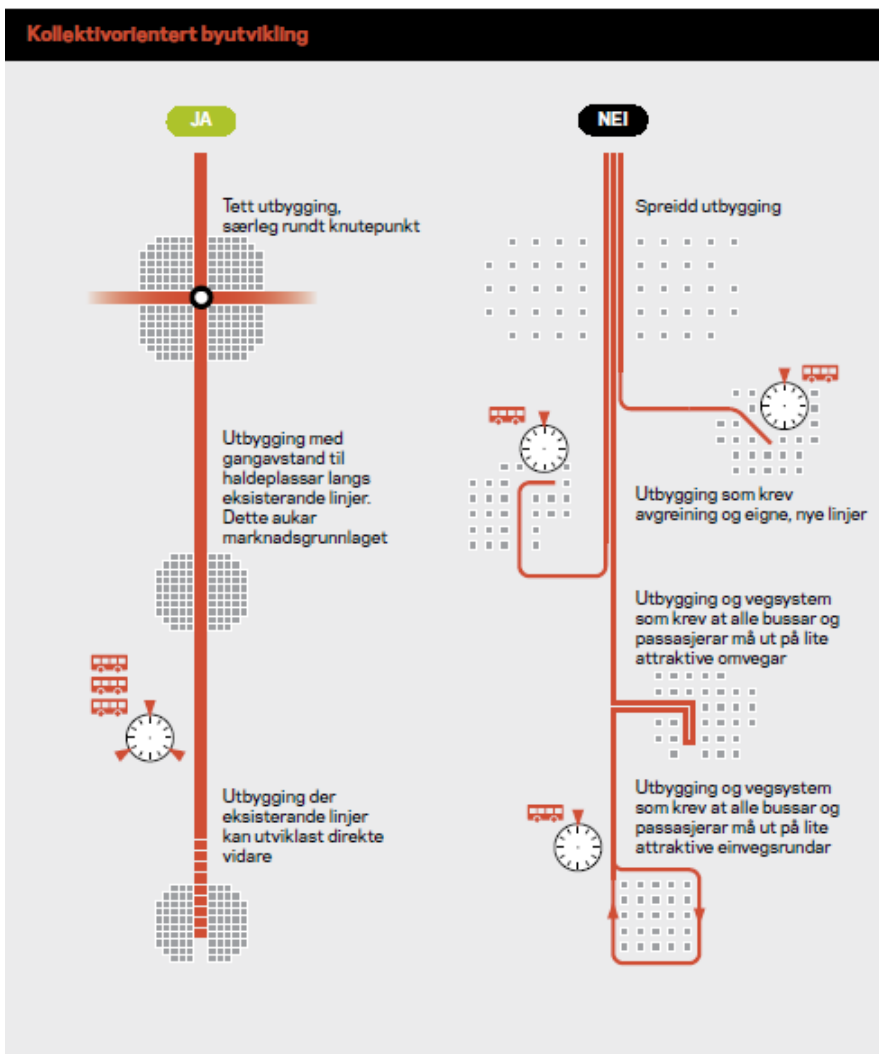 Kollektivorientert byutvikling
JA
Tett utbygging,
særleg rundt knutepunkt
Utbygging med
gangavstand til
haldeplassar langs
eksisterande linjer.
Dette aukar
marknadsgrunnlaget
Utbygging der
eksisterande linjer
kan utviklast direkte
vidare
NEI
Spreidd utbygging
Utbygging som krev
avgreining og eigne, nye linjer
Utbygging og vegsystem
som krev at alle bussar og
passasjerar må ut på lite
attraktive omvegar
Utbygging og vegsystem
som krev at alle bussar og
passasjerar må ut på lite
attraktive einvegsrundar